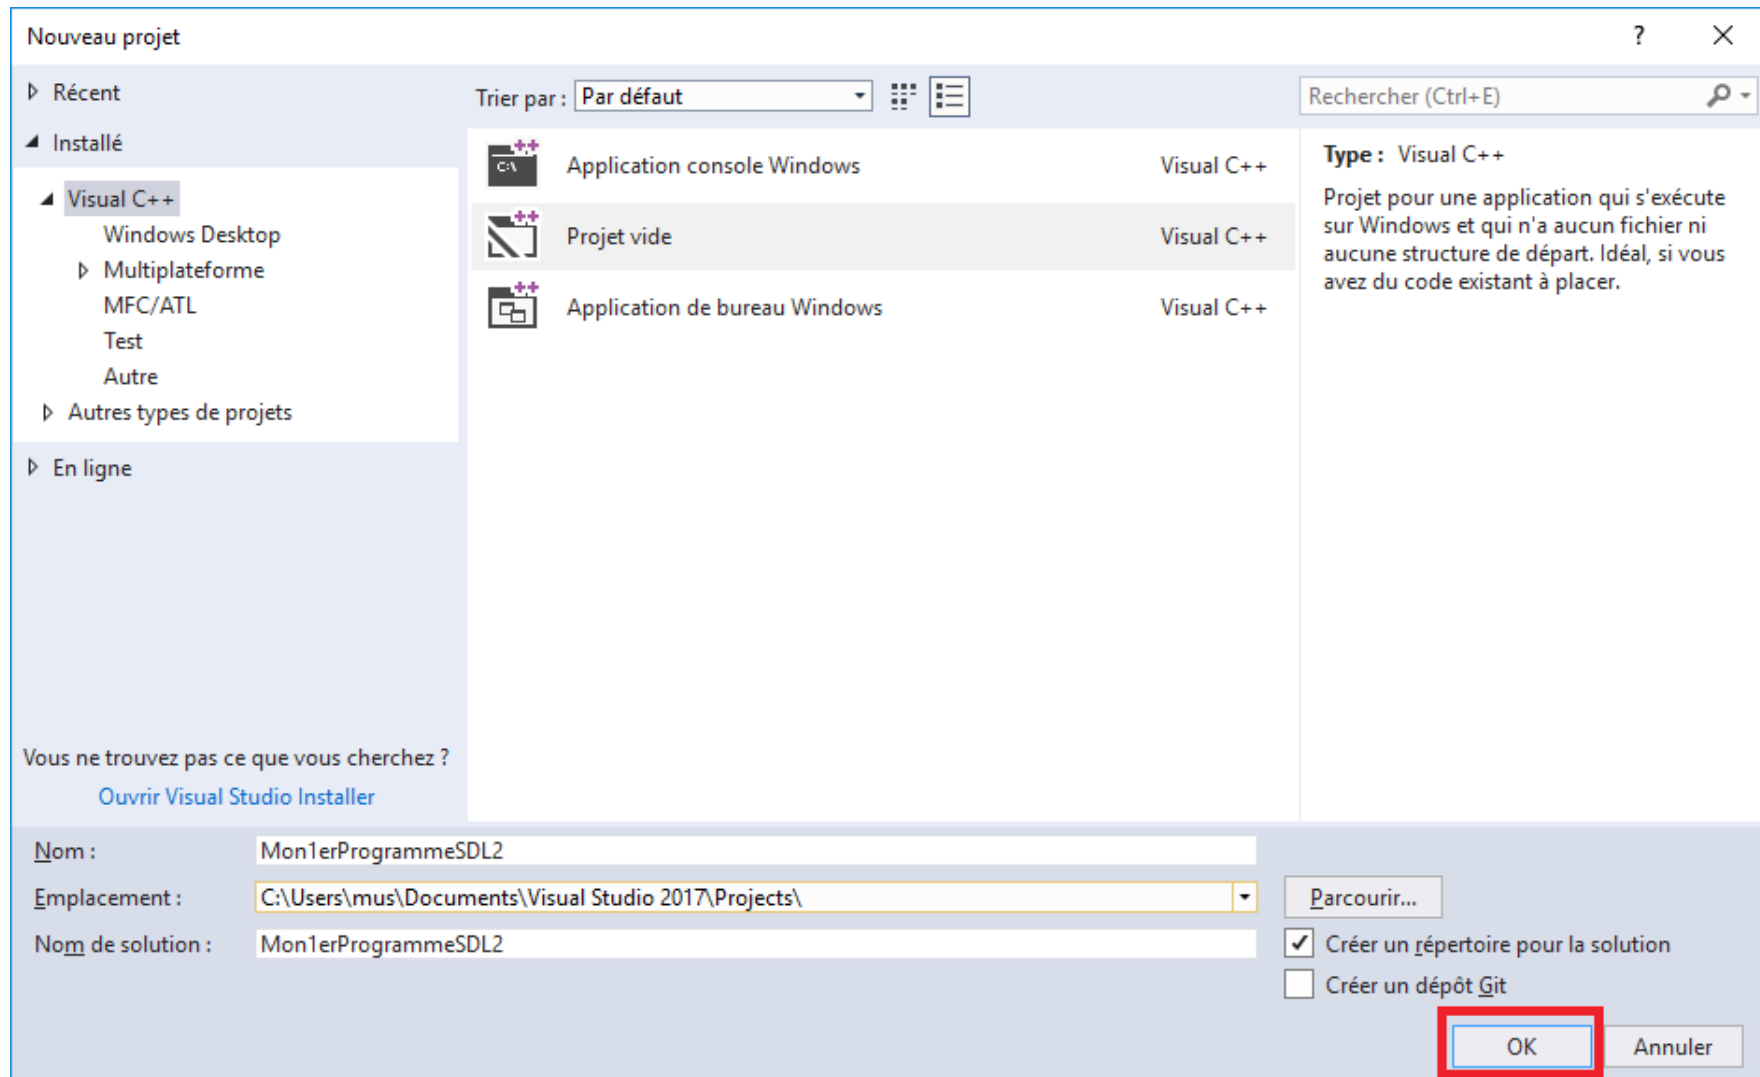 Nouveau projet
?
Récent
Installé
Visual C++
Windows Desktop
Multiplateforme
MFC/ATL
Test
Autre
Autres types de projets
En ligne
Vous ne trouvez pas ce que vous cherchez ?
Ouvrir Visual Studio Installer
Trier par : Par défaut
C:\ Application console Windows Visual C++
Projet vide Visual C++
Application de bureau Windows Visual C++
Rechercher (Ctrl+E)
Type : Visual C++
Projet pour une application qui s'exécute
sur Windows et qui n'a aucun fichier ni
aucune structure de départ. Idéal, si vous
avez du code existant à placer.
Nom : Mon1erProgrammeSDL2
Emplacement : C:\Users\mus\Documents\Visual Studio 2017\Projects\
Parcourir...
Nom de solution : Mon1erProgrammeSDL2
Créer un répertoire pour la solution
Créer un dépôt Git
OK Annuler